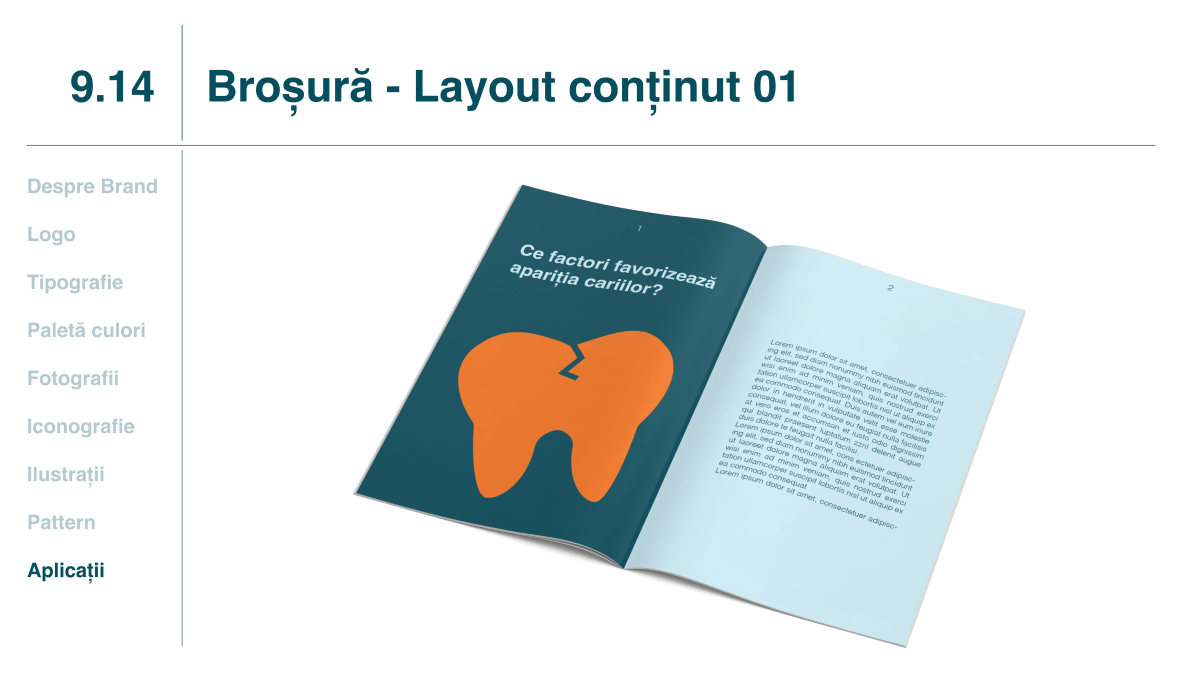 9.14
Broșură - Layout conținut 01
Despre Brand
Logo
Tipografie
Paletă culori
Fotografii
Iconografie
Ilustrații
Pattern
Aplicații
1
Ce factori favorizează
apariția cariilor?
2
Lorem ipsum dolor sit amet, consectetuer adipisc-
ing elit, sed diam nonummy nibh euismod tincidunt
ut laoreet dolore magna aliquam erat volutpat. Ut
wisi enim ad minim veniam, quis nostrud exerci
tation ullamcorper suscipit lobortis nisl ut aliquip ex
ea commodo consequat. Duis autem vel eum iriure
dolor in hendrerit in vulputate velit esse molestie
consequat, vel illum dolore eu feugiat nulla facilisis
at vero eros et accumsan et iusto odio dignissim
qui blandit praesent luptatum zzril delenit augue
duis dolore te feugait nulla facilisi.
Lorem ipsum dolor sit amet, cons ectetuer adipisc-
ing elit, sed diam nonummy nibh euismod tincidunt
ut laoreet dolore magna aliquam erat volutpat. Ut
wisi enim ad minim veniam, quis nostrud exerci
tation ullamcorper suscipit lobortis nisl ut aliquip ex
ea commodo consequat.
Lorem ipsum dolor sit amet, consectetuer adipisc-